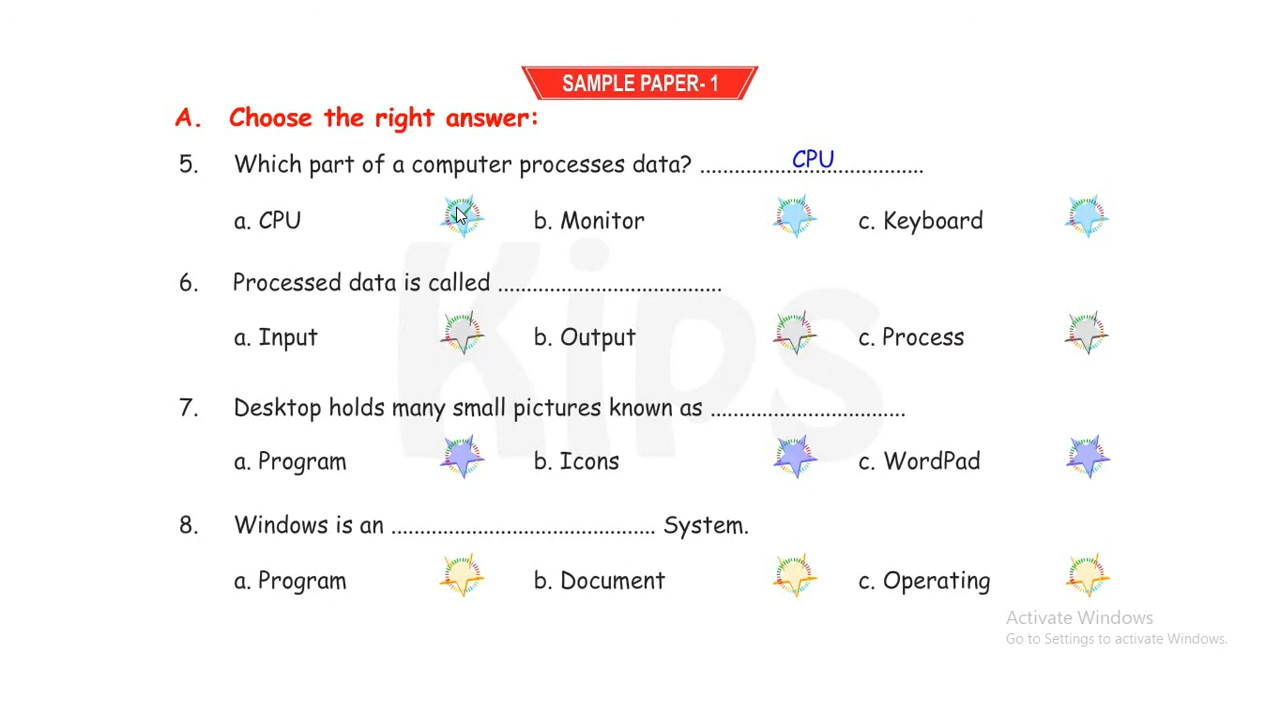 SAMPLE PAPER- 1
A. Choose the right answer:
5. Which part of a computer processes data? ....................CPU....................
a. CPU b. Monitor c. Keyboard
6. Processed data is called .......................................
a. Input b. Output c. Process
Kips
7. Desktop holds many small pictures known as ..................................
a. Program b. Icons c. WordPad
8. Windows is an .............................................. System.
a. Program b. Document c. Operating
Activate Windows
Go to Settings to activate Windows.